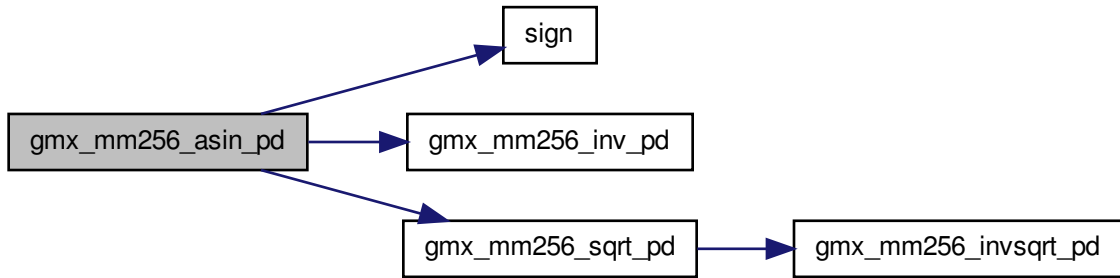 sign
gmx_mm256_asin_pd
gmx_mm256_inv_pd
gmx_mm256_sqrt_pd
gmx_mm256_invsqrt_pd